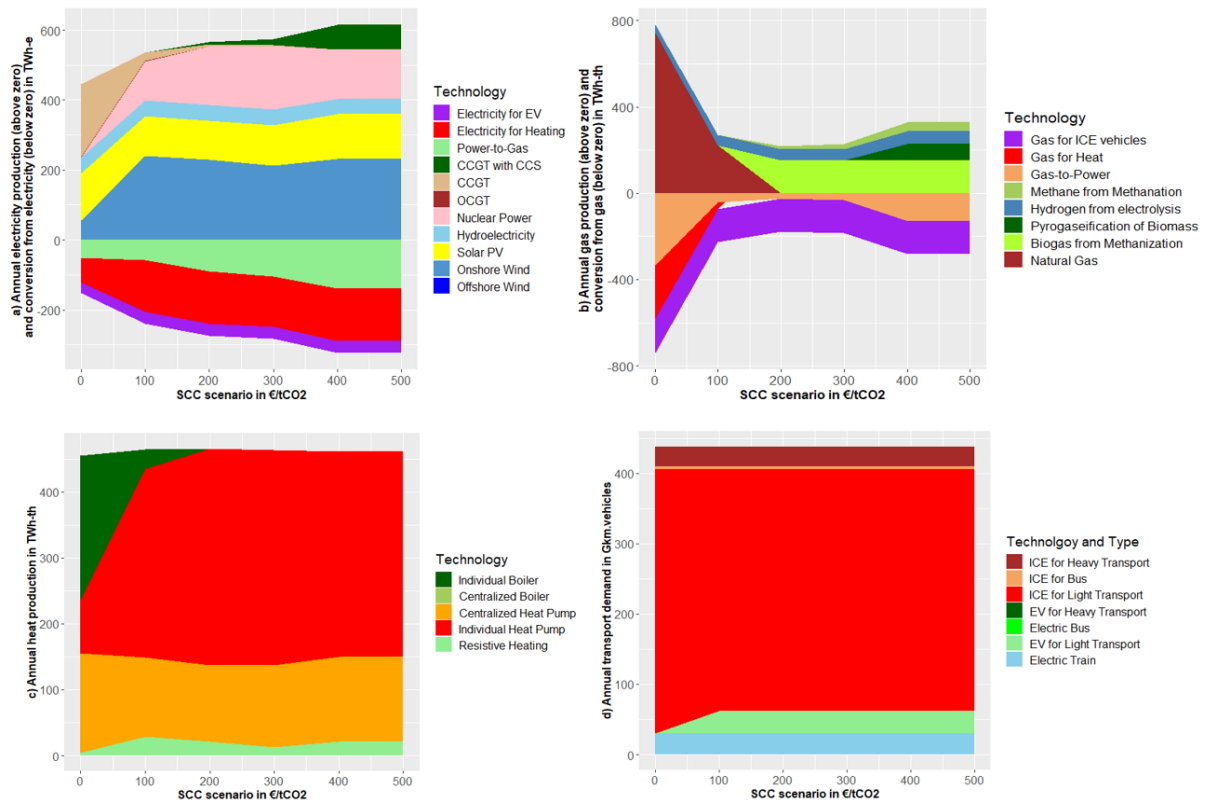 a) Annual electricity production (above zero)
and conversion from electricity (below zero) in TWh-e
600
400
200
0
-200
0
100
200
300
400
500
SCC scenario in €/tCO2
Technology
Electricity for EV
Electricity for Heating
Power-to-Gas
CCGT with CCS
CCGT
OCGT
Nuclear Power
Hydroelectricity
Solar PV
Onshore Wind
Offshore Wind
b) Annual gas production (above zero) and
conversion from gas (below zero) in TWh-th
800
400
0
-400
-800
0
100
200
300
400
500
SCC scenario in €/tCO2
Technology
Gas for ICE vehicles
Gas for Heat
Gas-to-Power
Methane from Methanation
Hydrogen from electrolysis
Pyrogaseification of Biomass
Biogas from Methanization
Natural Gas
c) Annual heat production in TWh-th
400
300
200
100
0
0
100
200
300
400
500
SCC scenario in €/tCO2
Technology
Individual Boiler
Centralized Boiler
Centralized Heat Pump
Individual Heat Pump
Resistive Heating
d) Annual transport demand in Gkm.vehicles
400
300
200
100
0
0
100
200
300
400
500
SCC scenario in €/tCO2
Technolgoy and Type
ICE for Heavy Transport
ICE for Bus
ICE for Light Transport
EV for Heavy Transport
Electric Bus
EV for Light Transport
Electric Train